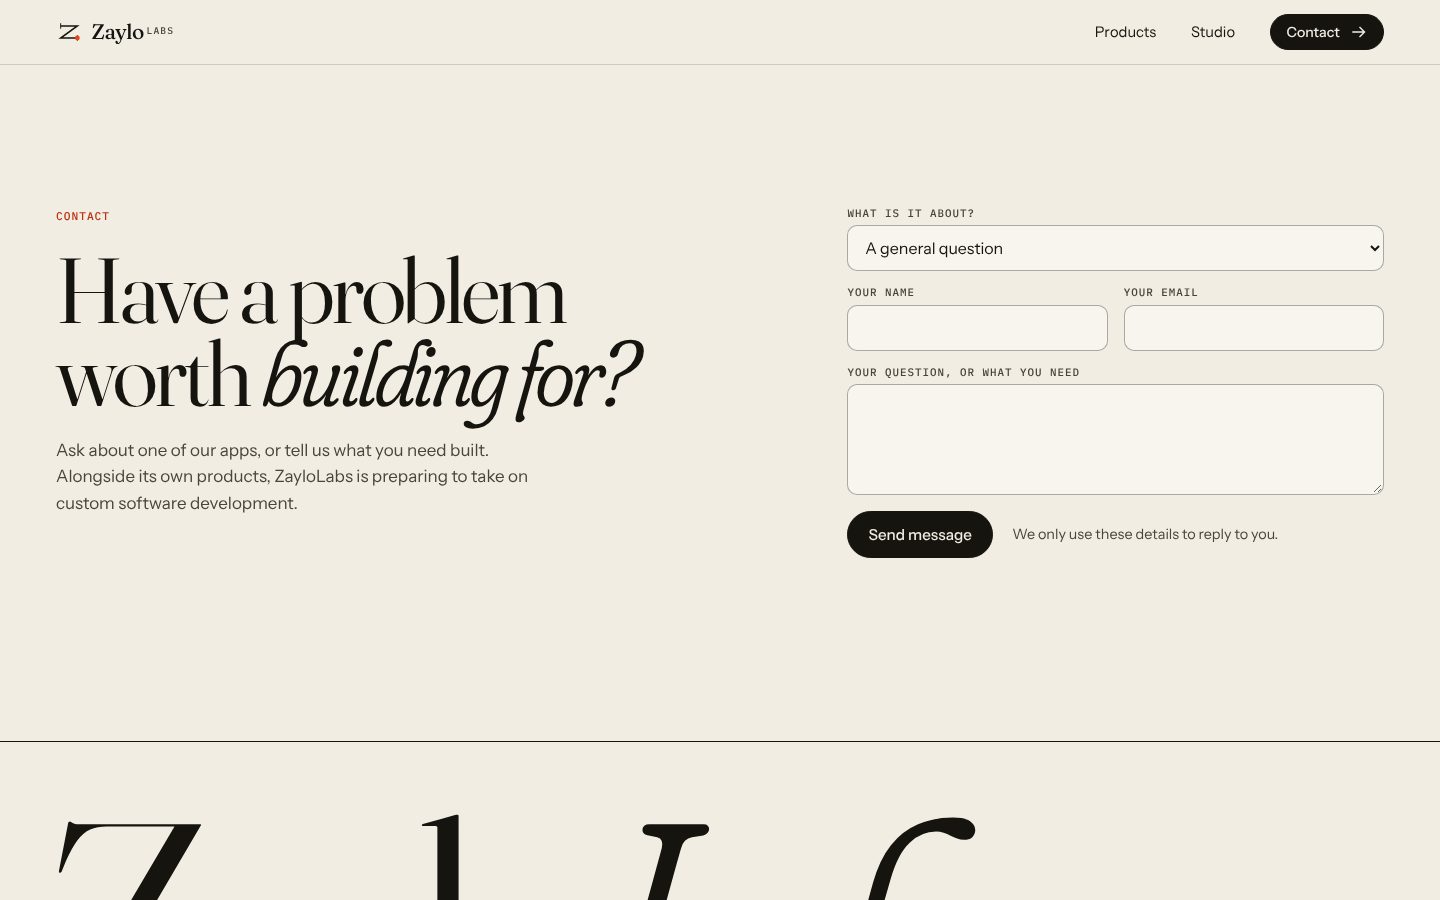 Zaylo LABS
Products
Studio
Contact
CONTACT
Have a problem
worth building for?
Ask about one of our apps, or tell us what you need built.
Alongside its own products, ZayloLabs is preparing to take on
custom software development.
WHAT IS IT ABOUT?
A general question
YOUR NAME
YOUR EMAIL
YOUR QUESTION, OR WHAT YOU NEED
Send message
We only use these details to reply to you.